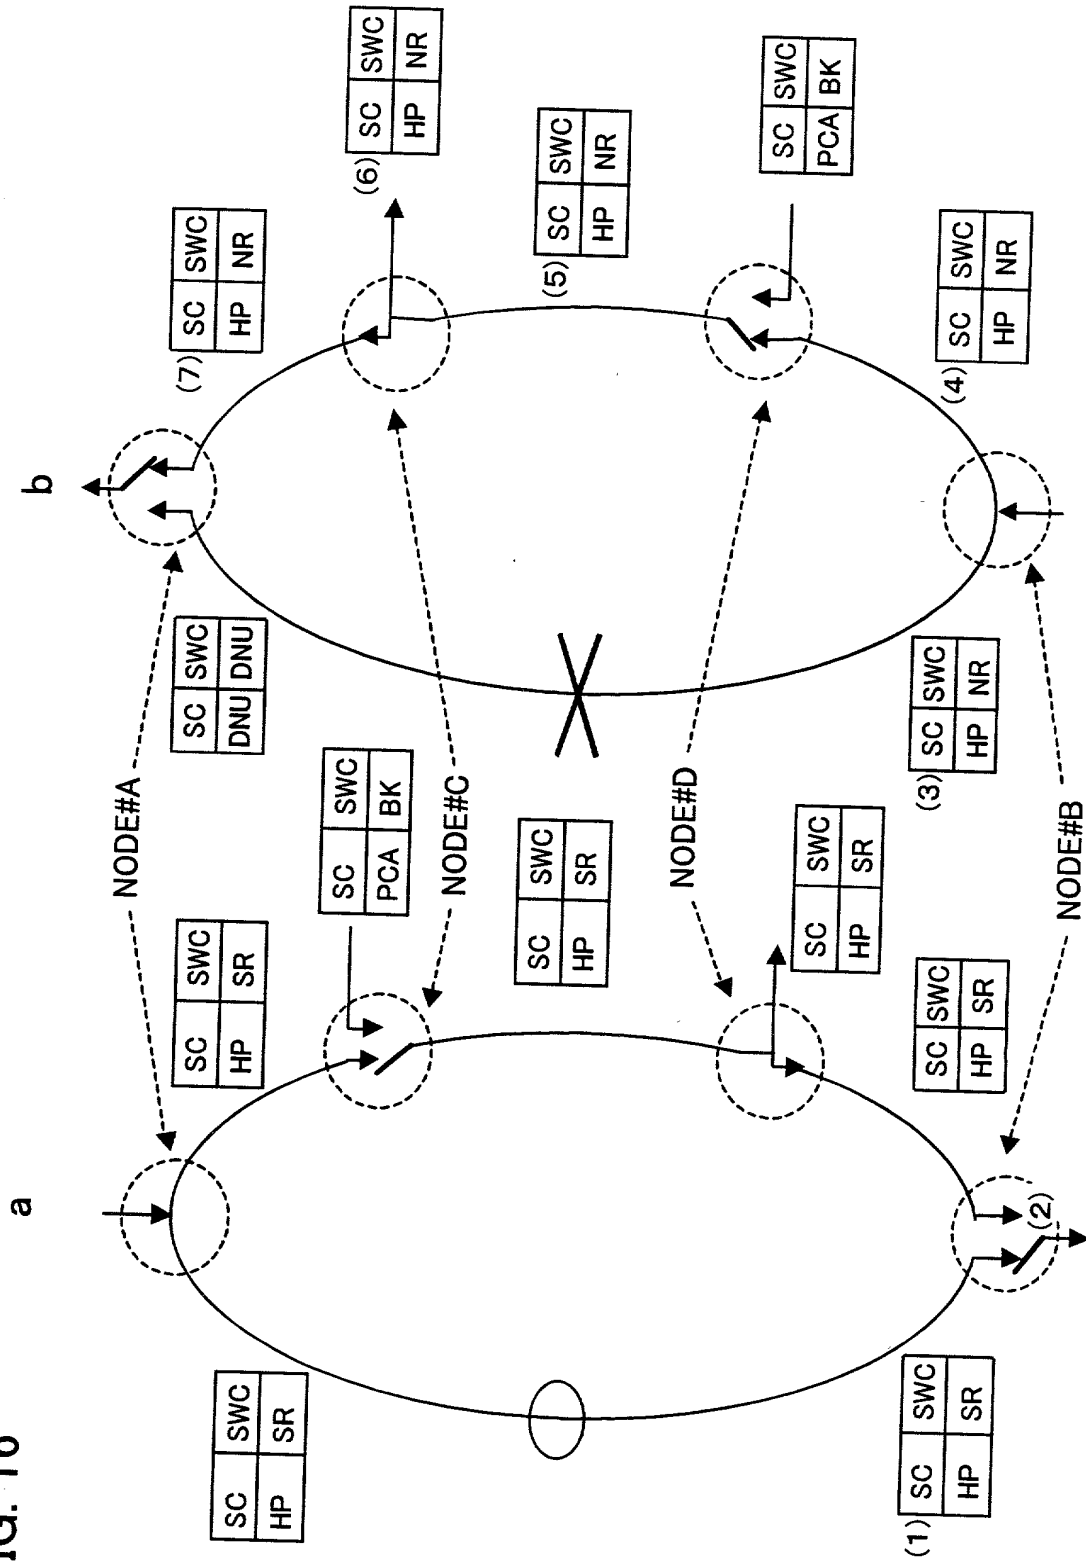 IG. 16
a
SC SWC
HP SR
SC SWC
HP SR
NODE#A
SC SWC
DNU DNU
b
(7)
SC SWC
HP NR
(6)
SC SWC
HP NR
SC SWC
PCA BK
NODE#C
SC SWC
HP SR
(5)
SC SWC
HP NR
NODE#D
SC SWC
PCA BK
SC SWC
HP SR
(1)
SC SWC
HP SR
(2)
SC SWC
HP SR
NODE#B
(3)
SC SWC
HP NR
(4)
SC SWC
HP NR